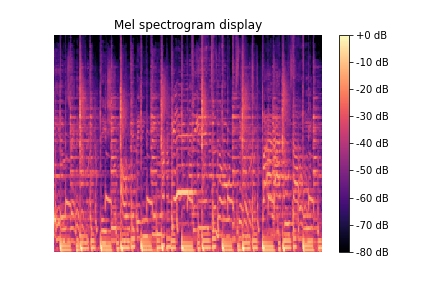 Mel spectrogram display
+0 dB
-10 dB
-20 dB
-30 dB
-40 dB
-50 dB
-60 dB
-70 dB
-80 dB